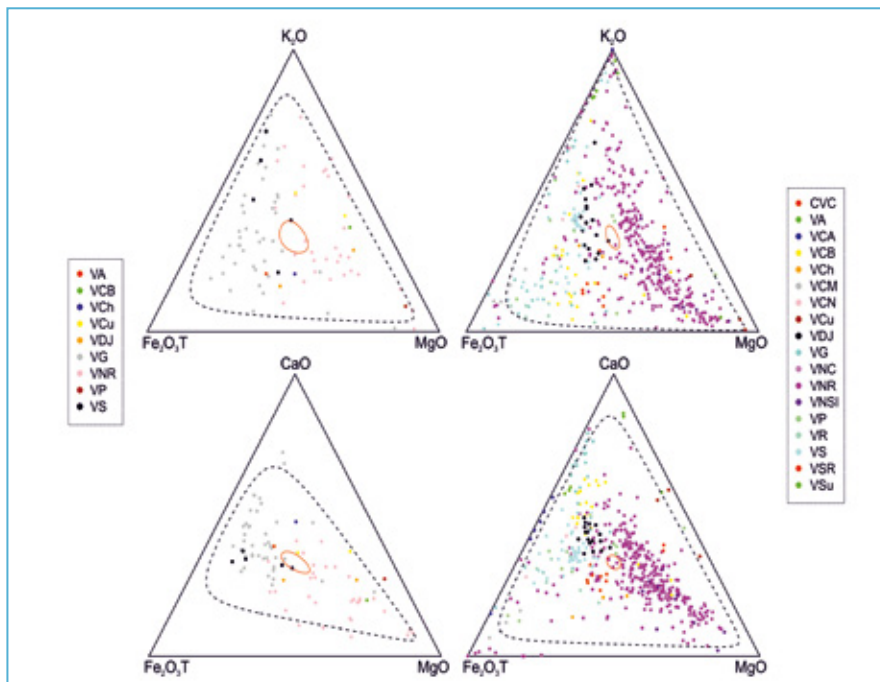 K₂O
K₂O
Fe₂O₃T
MgO
Fe₂O₃T
MgO
CaO
CaO
Fe₂O₃T
MgO
Fe₂O₃T
MgO
VA
VCB
VCh
VCu
VDJ
VG
VNR
VP
VS
CVC
VA
VCA
VCB
VCh
VCM
VCN
VCu
VDJ
VG
VNC
VNR
VNSI
VP
VR
VS
VSR
VSu